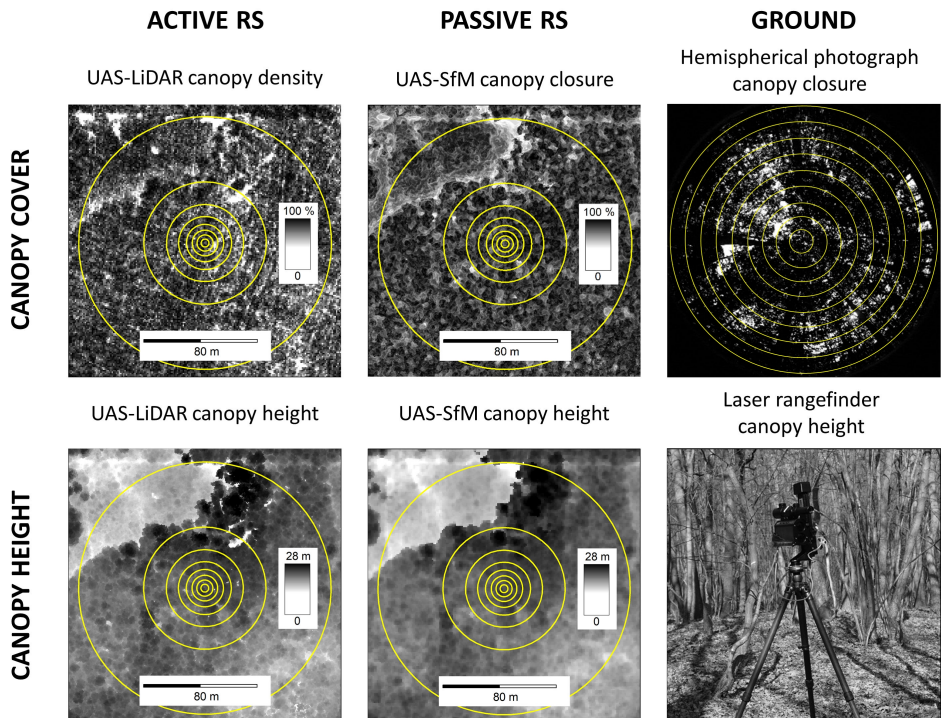 ACTIVE RS
PASSIVE RS
GROUND
UAS-LiDAR canopy density
UAS-SfM canopy closure
Hemispherical photograph
canopy closure
CANOPY COVER
100 %
0
80 m
100 %
0
80 m
UAS-LiDAR canopy height
UAS-SfM canopy height
Laser rangefinder
canopy height
CANOPY HEIGHT
28 m
0
80 m
28 m
0
80 m